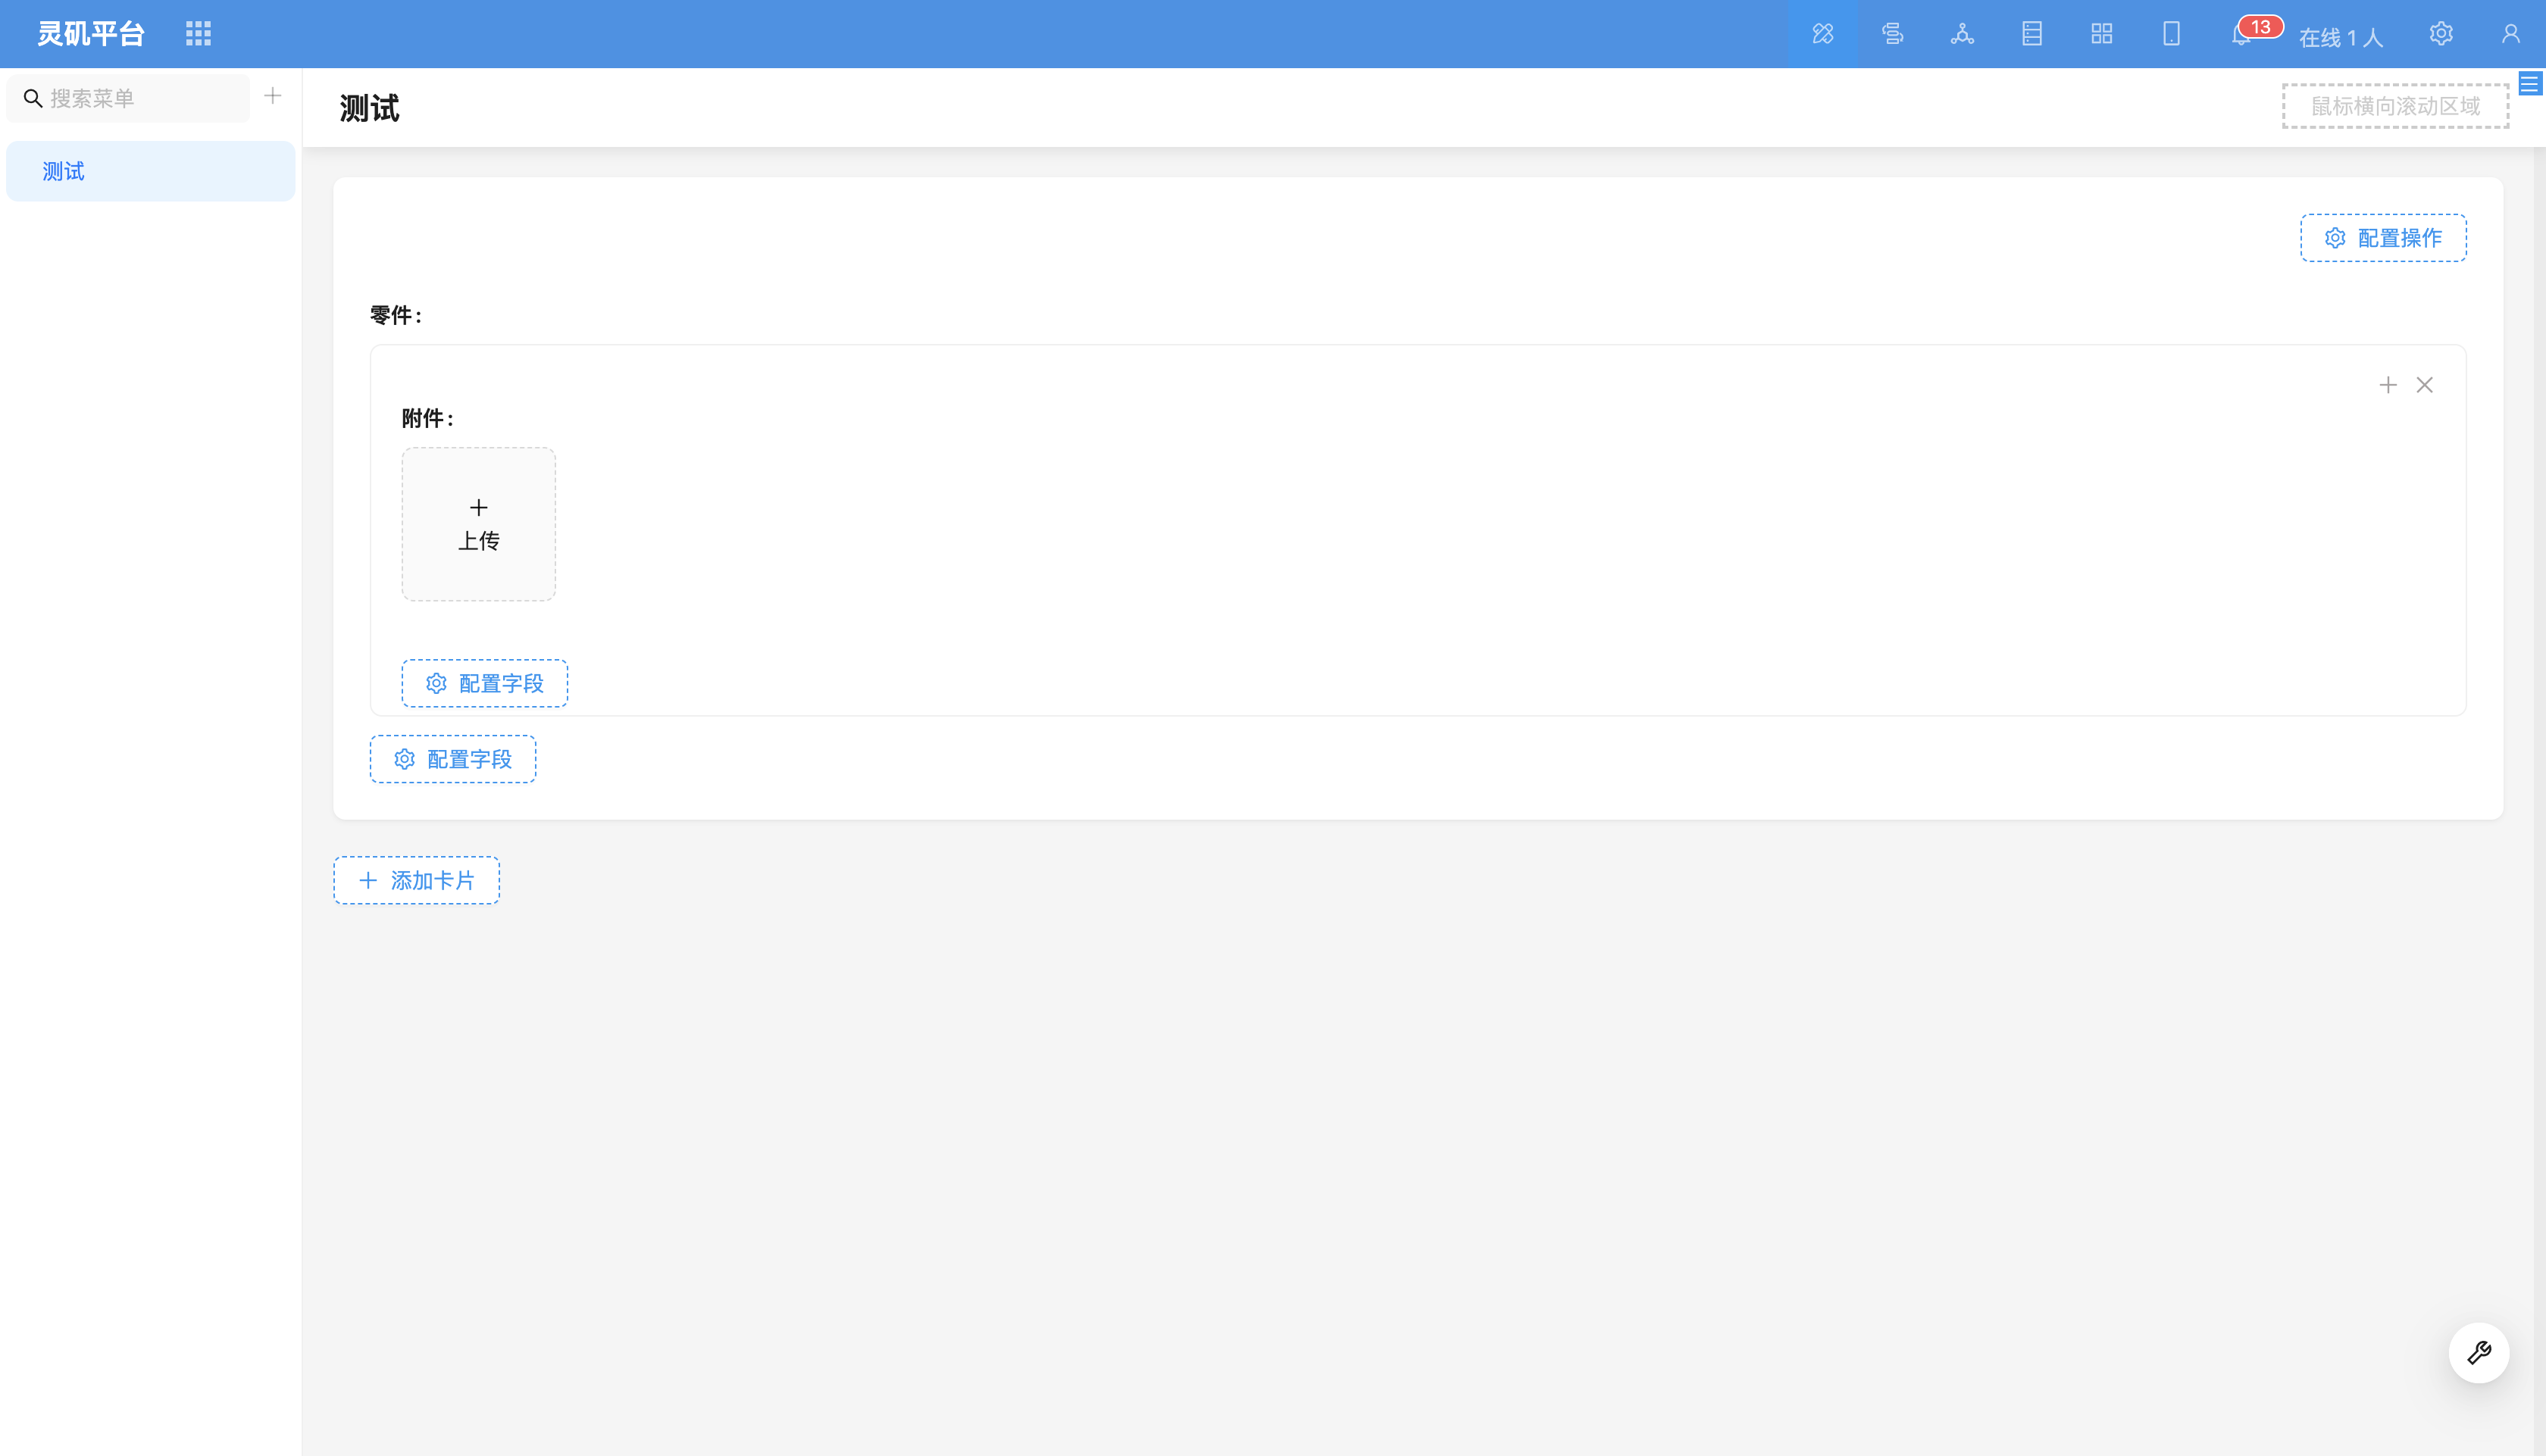 灵矶平台
13
在线 1 人
搜索菜单
测试
测试
鼠标横向滚动区域
配置操作
零件:
附件:
上传
配置字段
配置字段
添加卡片